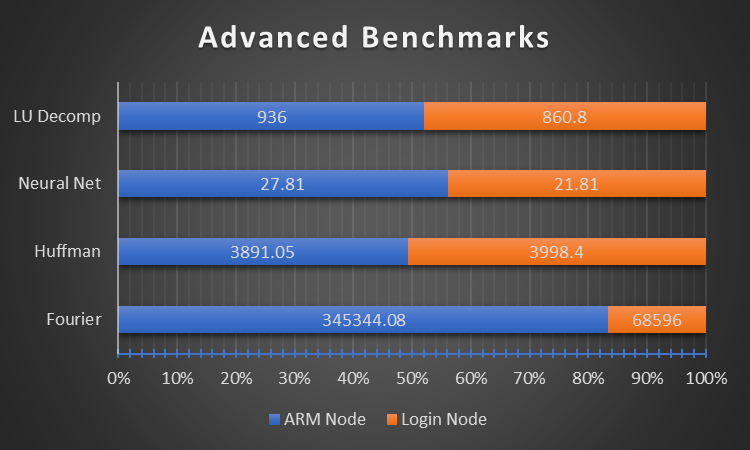 Advanced Benchmarks
LU Decomp 936 860.8
Neural Net 27.81 21.81
Huffman 3891.05 3998.4
Fourier 345344.08 68596
0% 10% 20% 30% 40% 50% 60% 70% 80% 90% 100%
ARM Node Login Node